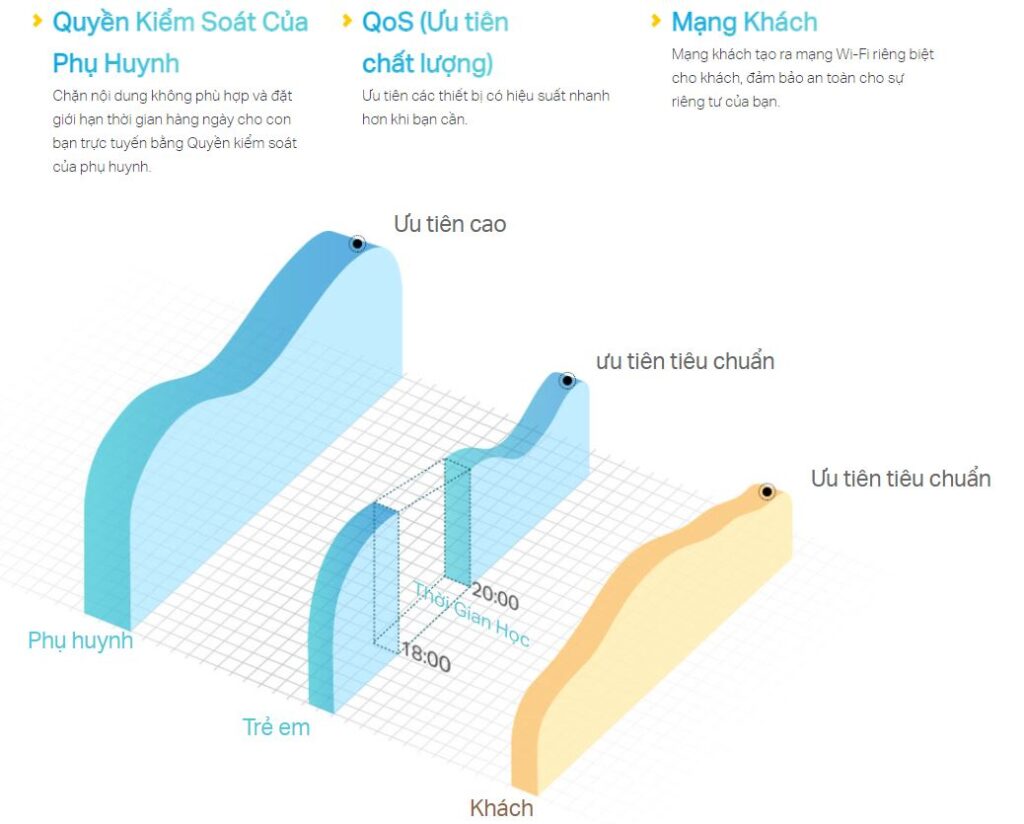 Quyền Kiểm Soát Của
Phụ Huynh
Chặn nội dung không phù hợp và đặt
giới hạn thời gian hàng ngày cho con
bạn trực tuyến bằng Quyền kiểm soát
của phụ huynh.
QoS (Ưu tiên
chất lượng)
Ưu tiên các thiết bị có hiệu suất nhanh
hơn khi bạn cần.
Mạng Khách
Mạng khách tạo ra mạng Wi-Fi riêng biệt
cho khách, đảm bảo an toàn cho sự
riêng tư của bạn.
Ưu tiên cao
ưu tiên tiêu chuẩn
Ưu tiên tiêu chuẩn
20:00
Thời Gian Học
18:00
Phụ huynh
Trẻ em
Khách